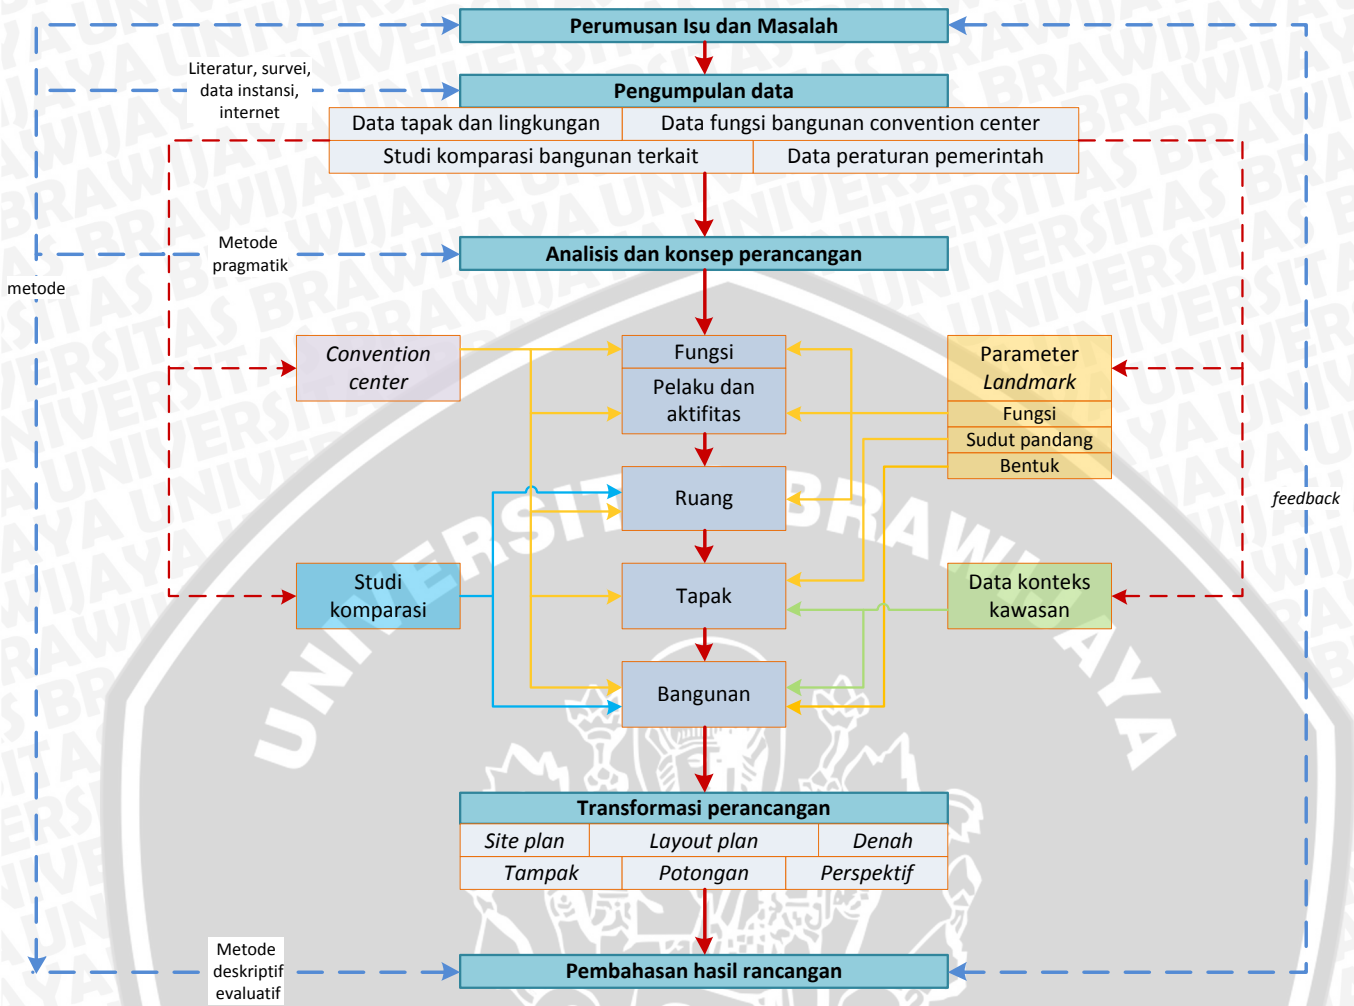 Perumusan Isu dan Masalah
Literatur, survei,
data instansi,
internet
Pengumpulan data
Data tapak dan lingkungan
Data fungsi bangunan convention center
Studi komparasi bangunan terkait
Data peraturan pemerintah
Metode
pragmatik
Analisis dan konsep perancangan
metode
Convention
center
Fungsi
Pelaku dan
aktifitas
Parameter
Landmark
Fungsi
Sudut pandang
Bentuk
Ruang
feedback
Studi
komparasi
Tapak
Data konteks
kawasan
Bangunan
Transformasi perancangan
Site plan
Layout plan
Denah
Tampak
Potongan
Perspektif
Metode
deskriptif
evaluatif
Pembahasan hasil rancangan
UNIVERSITAS BRAWIJAYA